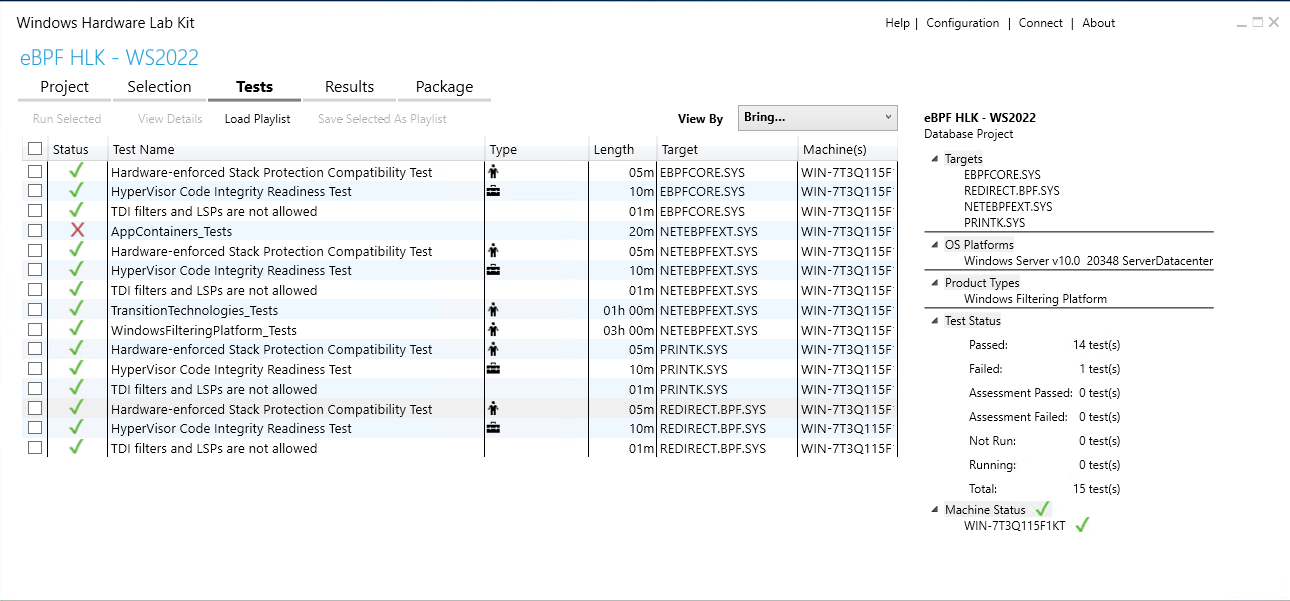 Windows Hardware Lab Kit
Help | Configuration | Connect | About
eBPF HLK - WS2022
Project Selection Tests Results Package
Run Selected View Details Load Playlist Save Selected As Playlist View By Bring...
Status Test Name Type Length Target Machine(s)
Hardware-enforced Stack Protection Compatibility Test 05m EBPFCORE.SYS WIN-7T3Q115F
HyperVisor Code Integrity Readiness Test 10m EBPFCORE.SYS WIN-7T3Q115F
TDI filters and LSPs are not allowed 01m EBPFCORE.SYS WIN-7T3Q115F
AppContainers_Tests 20m NETEBPFEXT.SYS WIN-7T3Q115F
Hardware-enforced Stack Protection Compatibility Test 05m NETEBPFEXT.SYS WIN-7T3Q115F
HyperVisor Code Integrity Readiness Test 10m NETEBPFEXT.SYS WIN-7T3Q115F
TDI filters and LSPs are not allowed 01m NETEBPFEXT.SYS WIN-7T3Q115F
TransitionTechnologies_Tests 01h 00m NETEBPFEXT.SYS WIN-7T3Q115F
WindowsFilteringPlatform_Tests 03h 00m NETEBPFEXT.SYS WIN-7T3Q115F
Hardware-enforced Stack Protection Compatibility Test 05m PRINTK.SYS WIN-7T3Q115F
HyperVisor Code Integrity Readiness Test 10m PRINTK.SYS WIN-7T3Q115F
TDI filters and LSPs are not allowed 01m PRINTK.SYS WIN-7T3Q115F
Hardware-enforced Stack Protection Compatibility Test 05m REDIRECT.BPF.SYS WIN-7T3Q115F
HyperVisor Code Integrity Readiness Test 10m REDIRECT.BPF.SYS WIN-7T3Q115F
TDI filters and LSPs are not allowed 01m REDIRECT.BPF.SYS WIN-7T3Q115F
eBPF HLK - WS2022
Database Project
Targets
EBPFCORE.SYS
REDIRECT.BPF.SYS
NETEBPFEXT.SYS
PRINTK.SYS
OS Platforms
Windows Server v10.0 20348 ServerDatacenter
Product Types
Windows Filtering Platform
Test Status
Passed: 14 test(s)
Failed: 1 test(s)
Assessment Passed: 0 test(s)
Assessment Failed: 0 test(s)
Not Run: 0 test(s)
Running: 0 test(s)
Total: 15 test(s)
Machine Status
WIN-7T3Q115F1KT